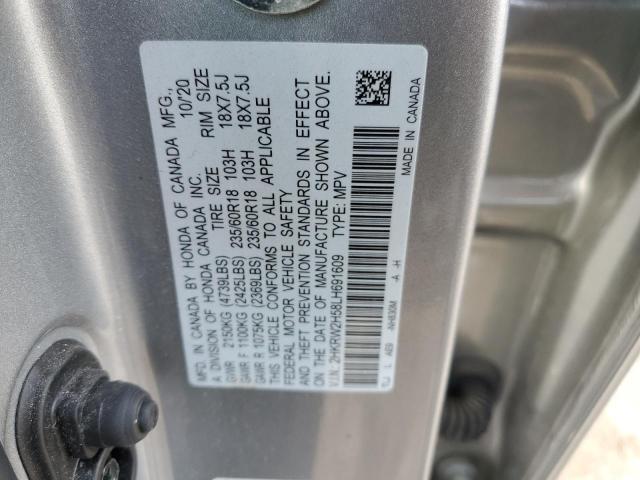 MFD. IN CANADA BY HONDA OF CANADA MFG., 10/'20
A DIVISION OF HONDA CANADA INC.
TIRE SIZE RIM SIZE
GVWR 2150KG (4739LBS)
GAWR F 1100KG (2425LBS) 235/60R18 103H 18X7.5J
GAWR R 1075KG (2369LBS) 235/60R18 103H 18X7.5J
THIS VEHICLE CONFORMS TO ALL APPLICABLE
FEDERAL MOTOR VEHICLE SAFETY
AND THEFT PREVENTION STANDARDS IN EFFECT
ON THE DATE OF MANUFACTURE SHOWN ABOVE.
V.I.N.: 2HKRW2H58LH691609 TYPE: MPV
TLJ NH830M -A -H MADE IN CANADA